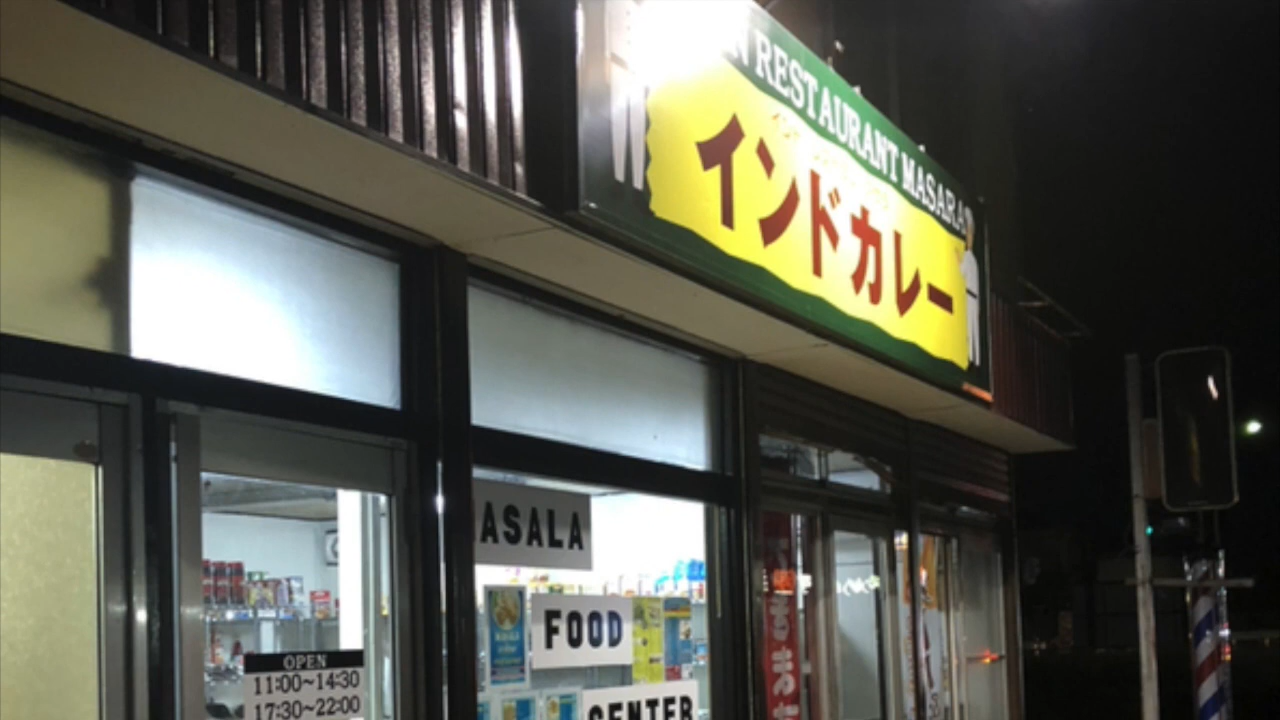 RESTAURANT MASARA
インドカレー
MASALA
FOOD
CENTER
OPEN
11:00~14:30
17:30~22:00